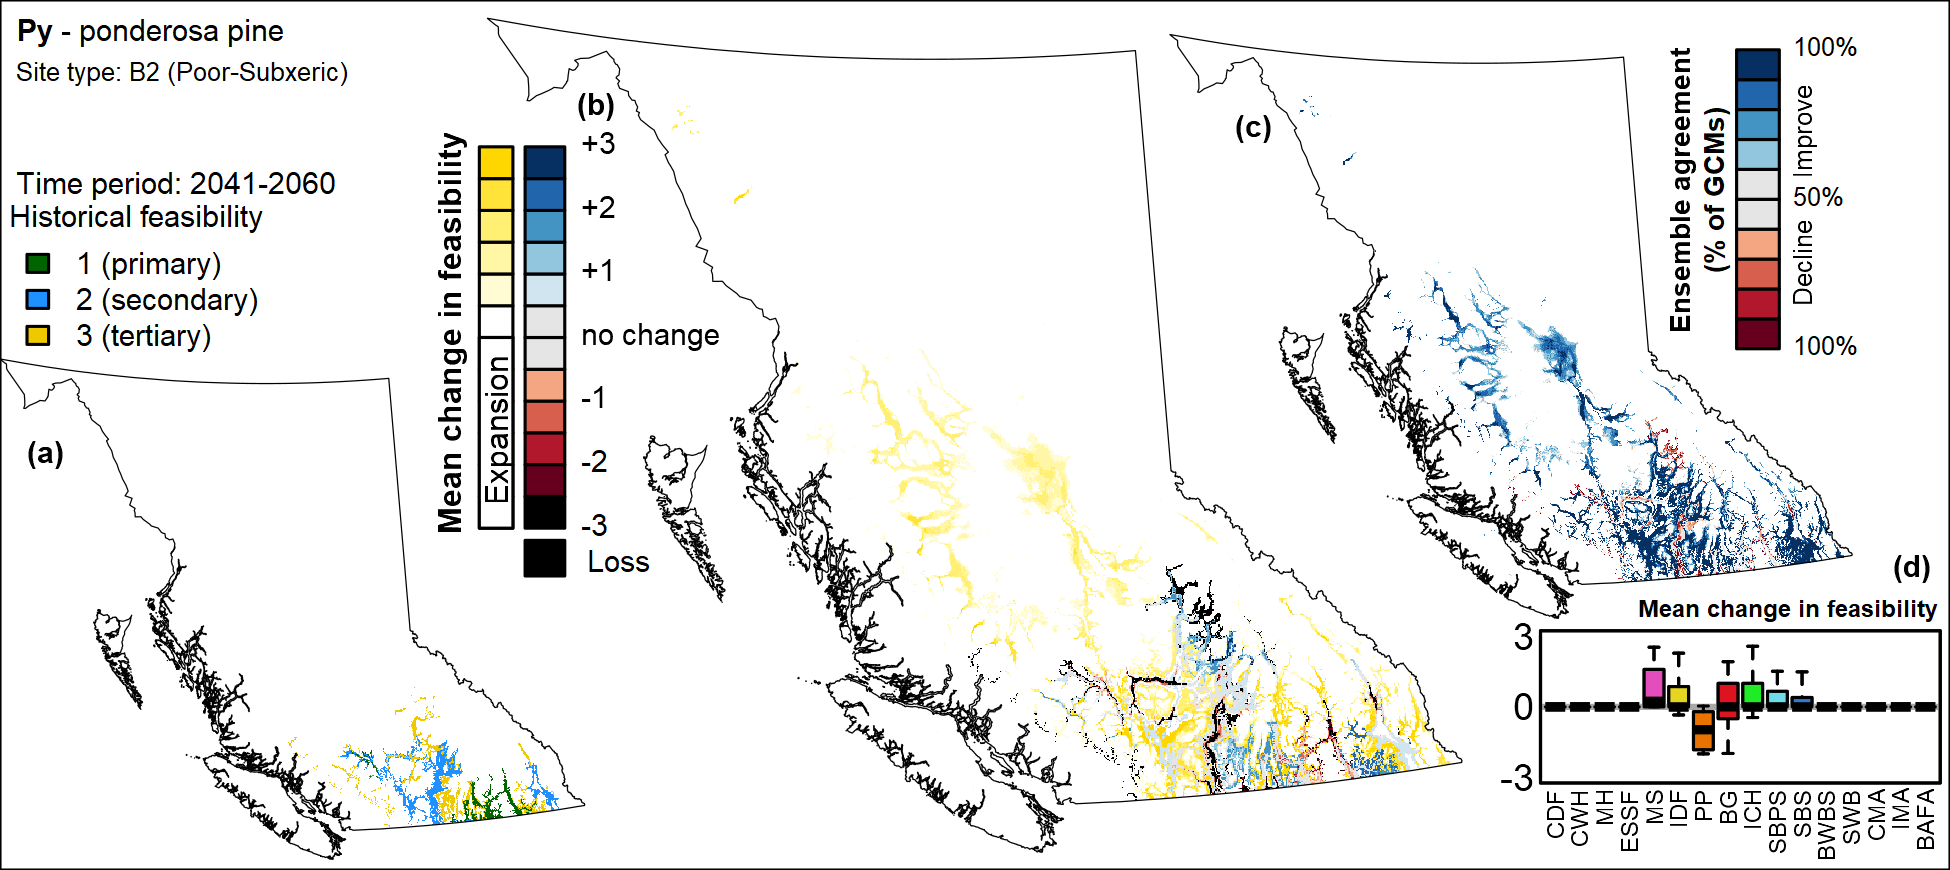 Py - ponderosa pine
Site type: B2 (Poor-Subxeric)
Time period: 2041-2060
Historical feasibility
1 (primary)
2 (secondary)
3 (tertiary)
(a)
(b)
Mean change in feasibility
Expansion
+3
+2
+1
no change
-1
-2
-3
Loss
(c)
Ensemble agreement
(% of GCMs)
100%
Improve
50%
Decline
100%
(d)
Mean change in feasibility
3
0
-3
CDF
CWH
MH
ESSF
MS
IDF
PP
BG
ICH
SBPS
SBS
BWBS
SWB
CMA
IMA
BAFA